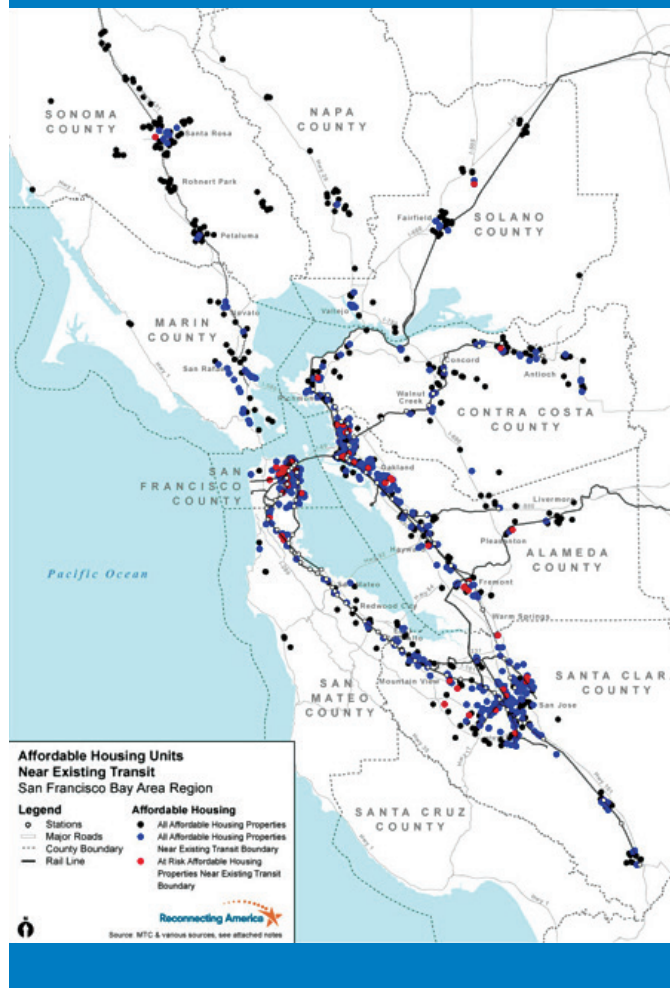 SONOMA
COUNTY
NAPA
COUNTY
Santa Rosa
Rohnert Park
Petaluma
Hwy 1
Fairfield
SOLANO
COUNTY
Novato
Vallejo
MARIN
COUNTY
San Rafael
Concord
Antioch
Richmond
Walnut
Creek
CONTRA COSTA
COUNTY
SAN
FRANCISCO
COUNTY
Oakland
Livermore
Pleasanton
ALAMEDA
COUNTY
Hayward
Pacific Ocean
Fremont
San Mateo
Redwood City
Warm Springs
Mountain View
SANTA CLARA
COUNTY
San Jose
SAN
MATEO
COUNTY
SANTA CRUZ
COUNTY
Hwy 1
Affordable Housing Units
Near Existing Transit
San Francisco Bay Area Region
Legend
Stations
Major Roads
County Boundary
Rail Line
Affordable Housing
All Affordable Housing Properties
All Affordable Housing Properties
Near Existing Transit Boundary
At Risk Affordable Housing
Properties Near Existing Transit
Boundary
N
Reconnecting America
Source: MTC & various sources, see attached notes